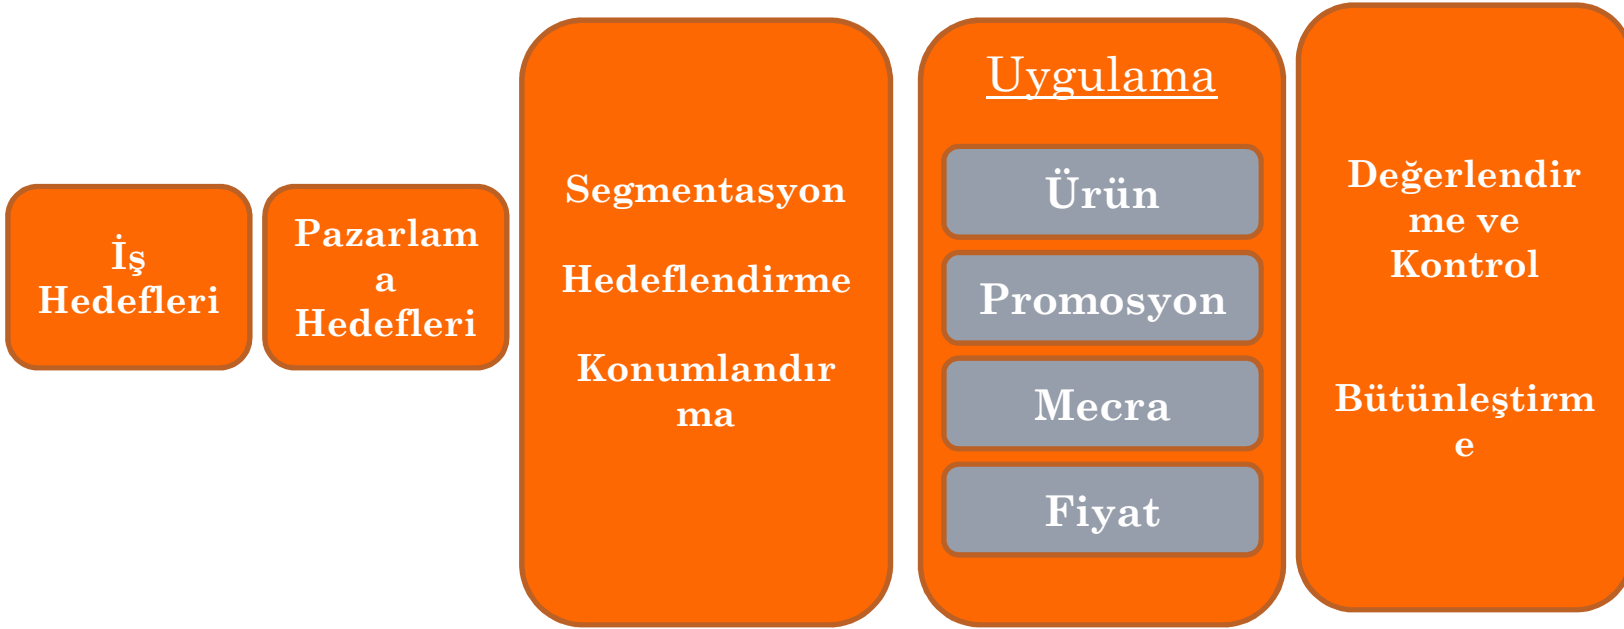 İş
Hedefleri
Pazarlam
a
Hedefleri
Segmentasyon
Hedeflendirme
Konumlandır
ma
Uygulama
Ürün
Promosyon
Mecra
Fiyat
Değerlendir
me ve
Kontrol
Bütünleştirm
e